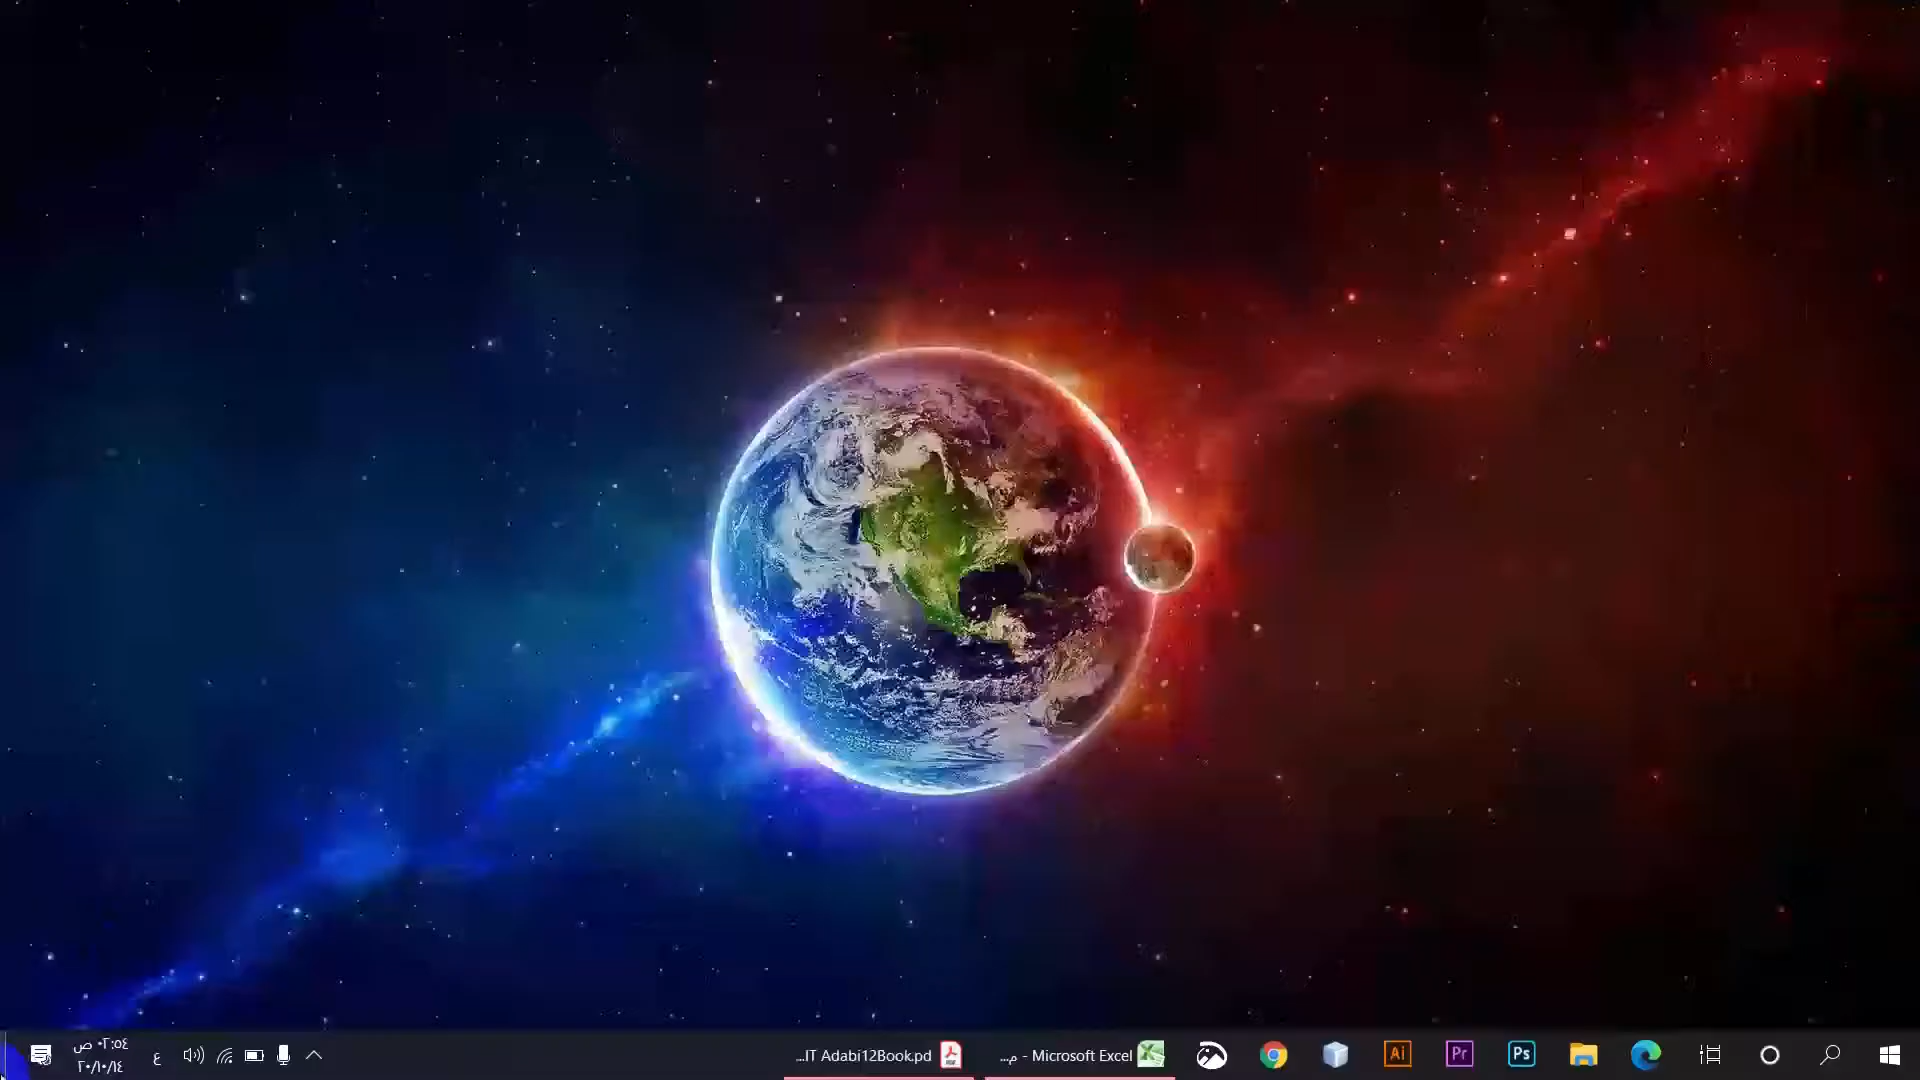 ٠٢:٥٤ ص
٢٠/١٠/١٤
ع
...IT Adabi12Book.pd
...م - Microsoft Excel
Ai
Pr
Ps